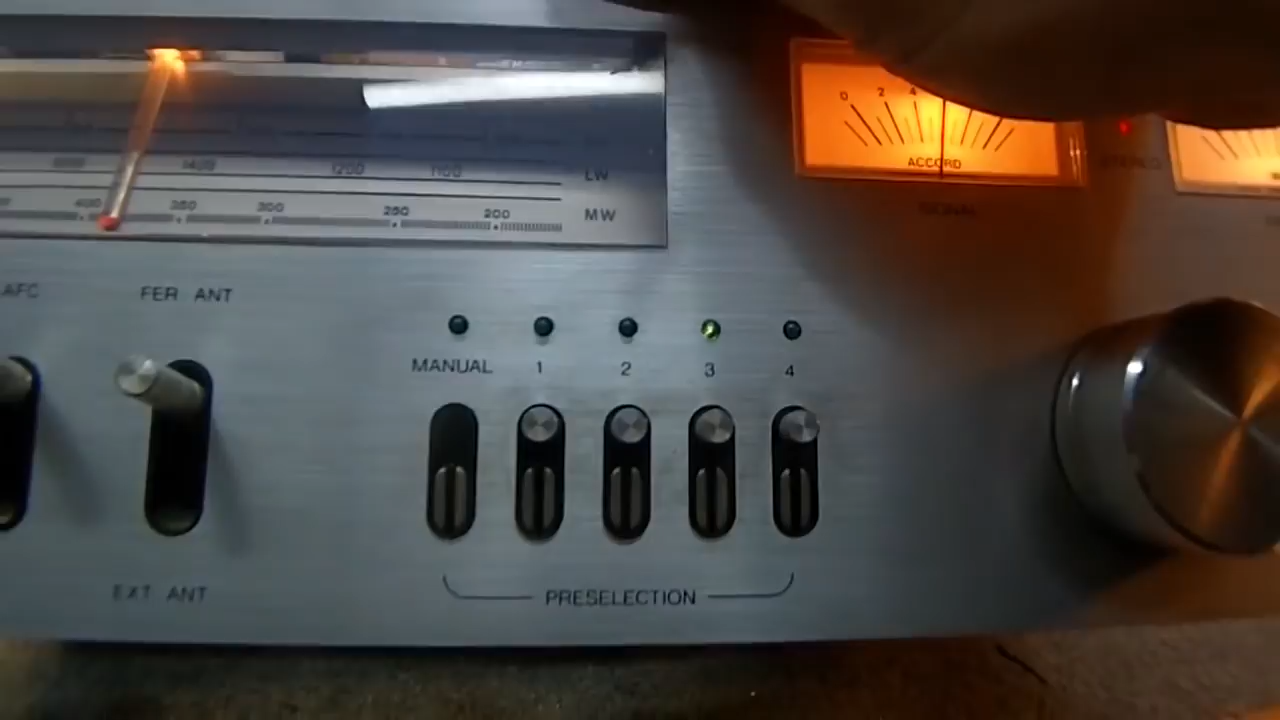 0 2 4
ACCORD
SIGNAL
STEREO
1400 1200 1100 LW
400 350 300 250 200 MW
AFC FER ANT
MANUAL 1 2 3 4
EXT ANT
PRESELECTION